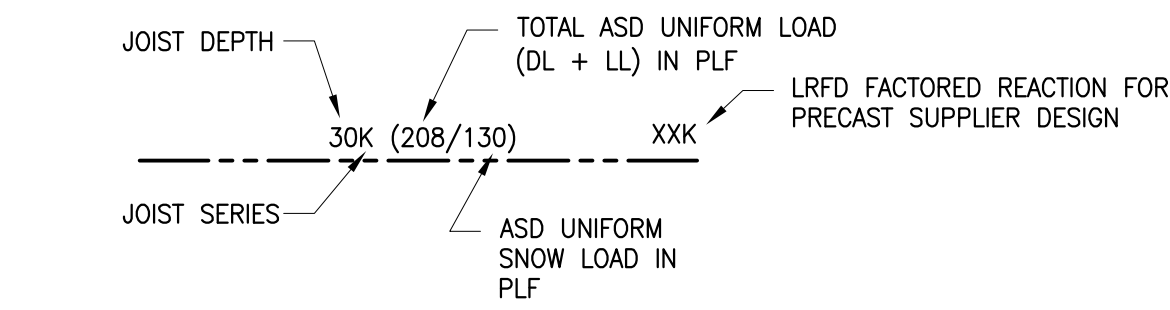 JOIST DEPTH
TOTAL ASD UNIFORM LOAD
(DL + LL) IN PLF
LRFD FACTORED REACTION FOR
PRECAST SUPPLIER DESIGN
30K (208/130)
XXK
JOIST SERIES
ASD UNIFORM
SNOW LOAD IN
PLF